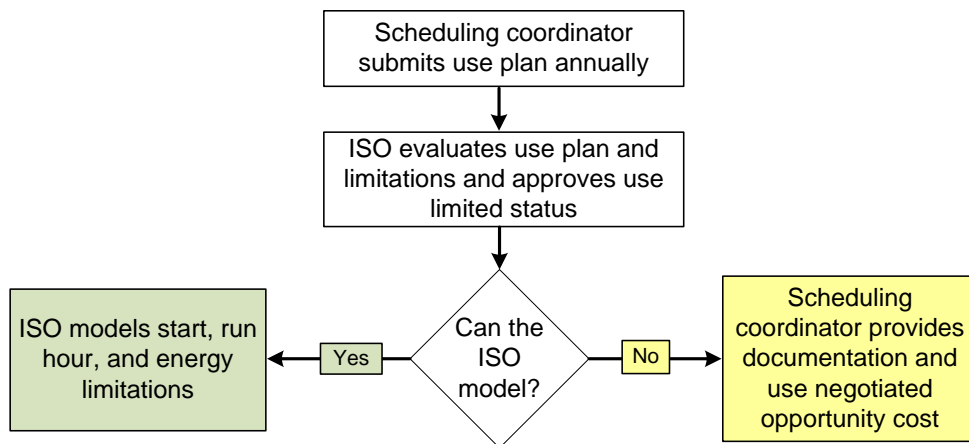 Scheduling coordinator
submits use plan annually
ISO evaluates use plan and
limitations and approves use
limited status
ISO models start, run
hour, and energy
limitations
Yes
Can the
ISO
model?
No
Scheduling
coordinator provides
documentation and
use negotiated
opportunity cost